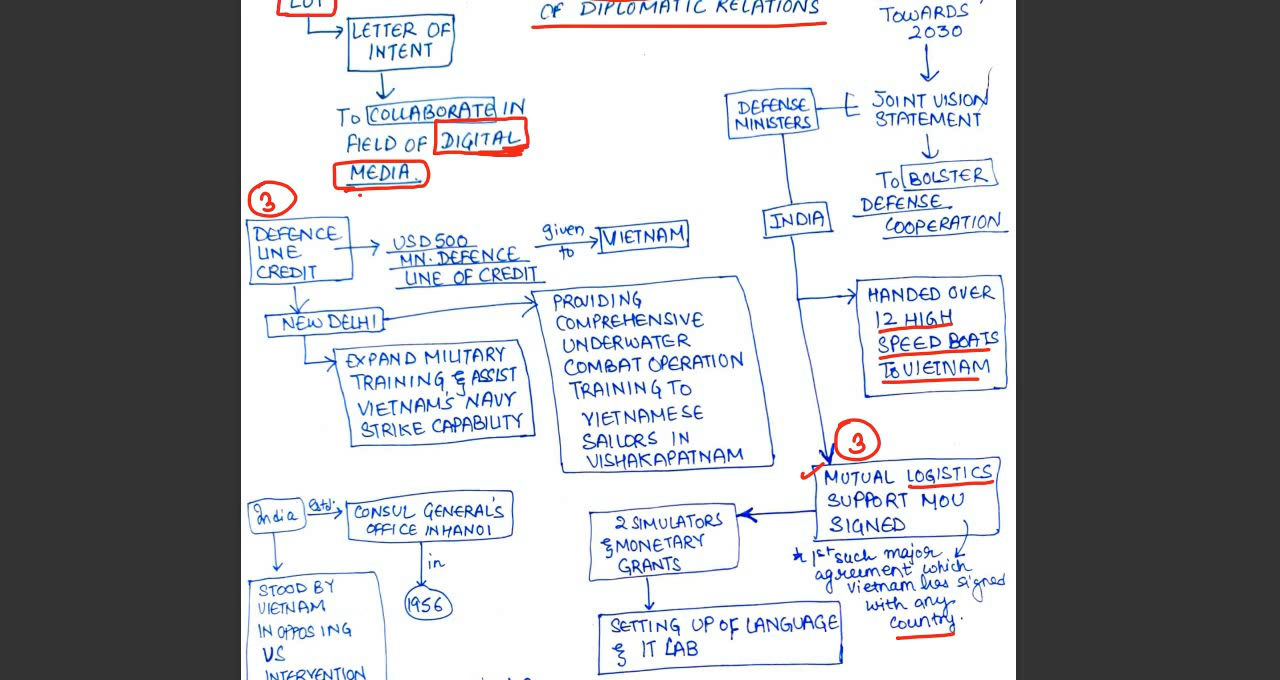 LOI
LETTER OF
INTENT
TO COLLABORATE IN
FIELD OF DIGITAL
MEDIA.
OF DIPLOMATIC RELATIONS
TOWARDS
2030
DEFENSE
MINISTERS
JOINT VISION
STATEMENT
TO BOLSTER
DEFENSE
COOPERATION
INDIA
HANDED OVER
12 HIGH
SPEED BOATS
TO VIETNAM
3
DEFENCE
LINE
CREDIT
USD 500
MN. DEFENCE
LINE OF CREDIT
given
to
VIETNAM
NEW DELHI
EXPAND MILITARY
TRAINING & ASSIST
VIETNAM'S NAVY
STRIKE CAPABILITY
PROVIDING
COMPREHENSIVE
UNDERWATER
COMBAT OPERATION
TRAINING TO
VIETNAMESE
SAILORS IN
VISHAKAPATNAM
3
MUTUAL LOGISTICS
SUPPORT MOU
SIGNED
* 1st such major
agreement which
Vietnam has signed
with any
country.
2 SIMULATORS
& MONETARY
GRANTS
SETTING UP OF LANGUAGE
& IT LAB
India
Estd:
CONSUL GENERAL'S
OFFICE IN HANOI
in
1956
STOOD BY
VIETNAM
IN OPPOSING
US
INTERVENTION